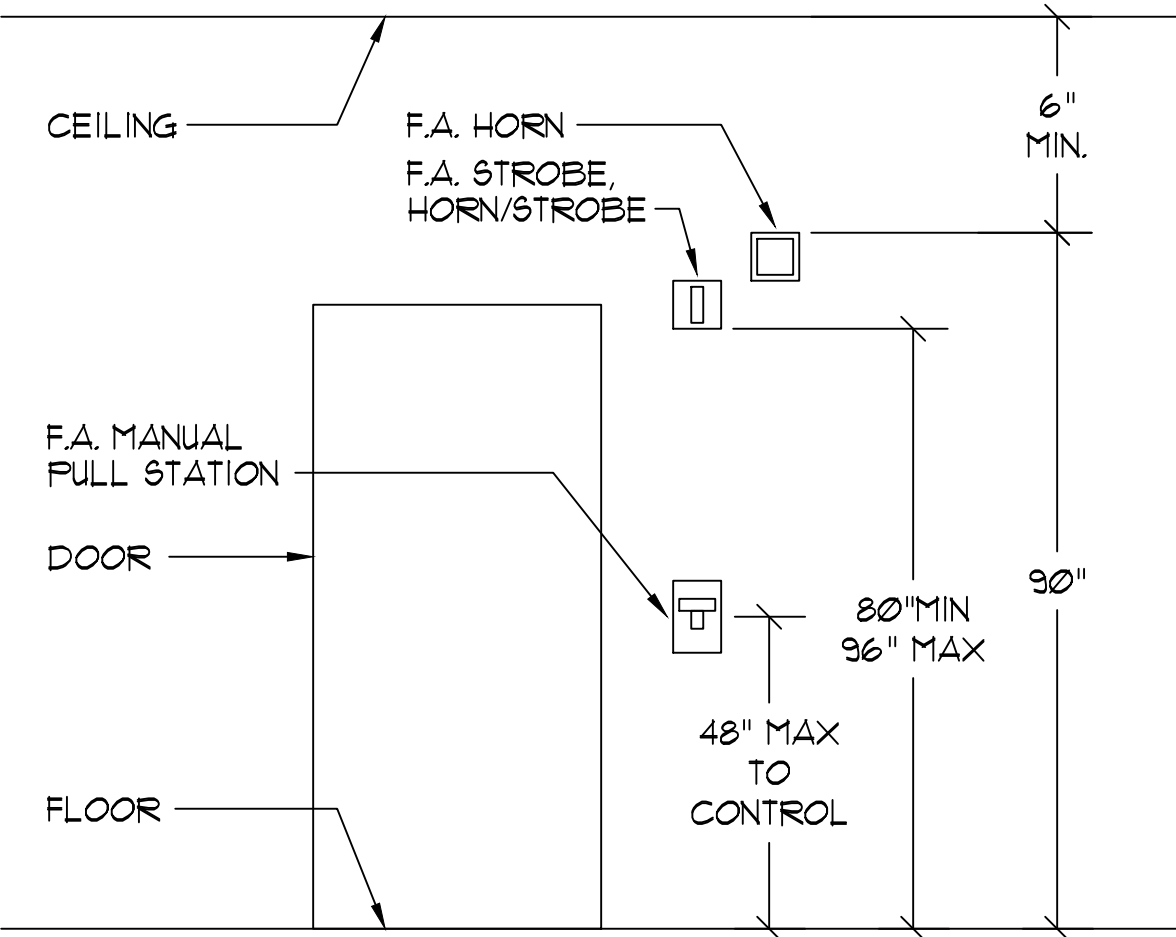 CEILING
F.A. HORN
F.A. STROBE,
HORN/STROBE
6"
MIN.
F.A. MANUAL
PULL STATION
DOOR
90"
80"MIN
96" MAX
48" MAX
TO
CONTROL
FLOOR